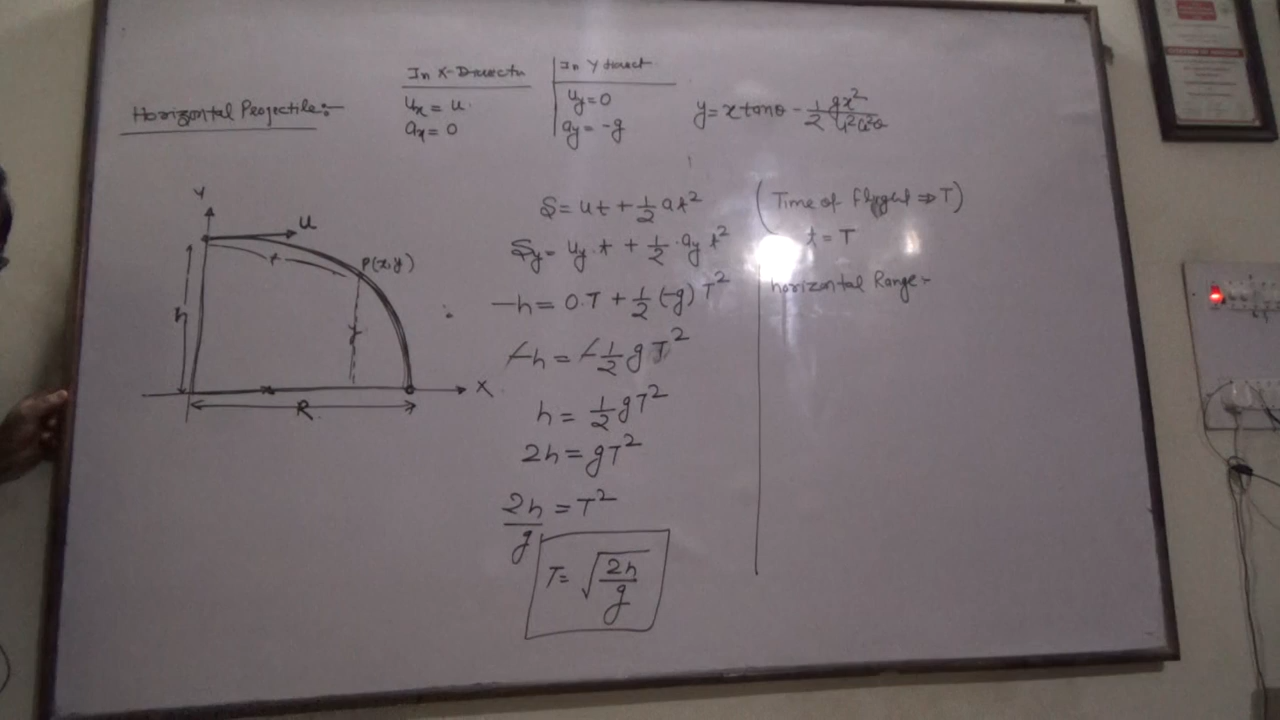 Horizontal Projectile:-
In X-Directn
ux = u.
ax = 0
In Y direct.
uy = 0
ay = -g
y = x tanθ - 1/2 gx²/u²cos²θ
Y
u
t
P(x,y)
h
y
X
R
S = ut + 1/2 at²
Sy = uy.t + 1/2.ay t²
-h = 0.T + 1/2 (-g) T²
-h = -1/2 gT²
h = 1/2 gT²
2h = gT²
2h/g = T²
T = √2h/g
(Time of flight ⇒ T)
t = T
horizontal Range:-